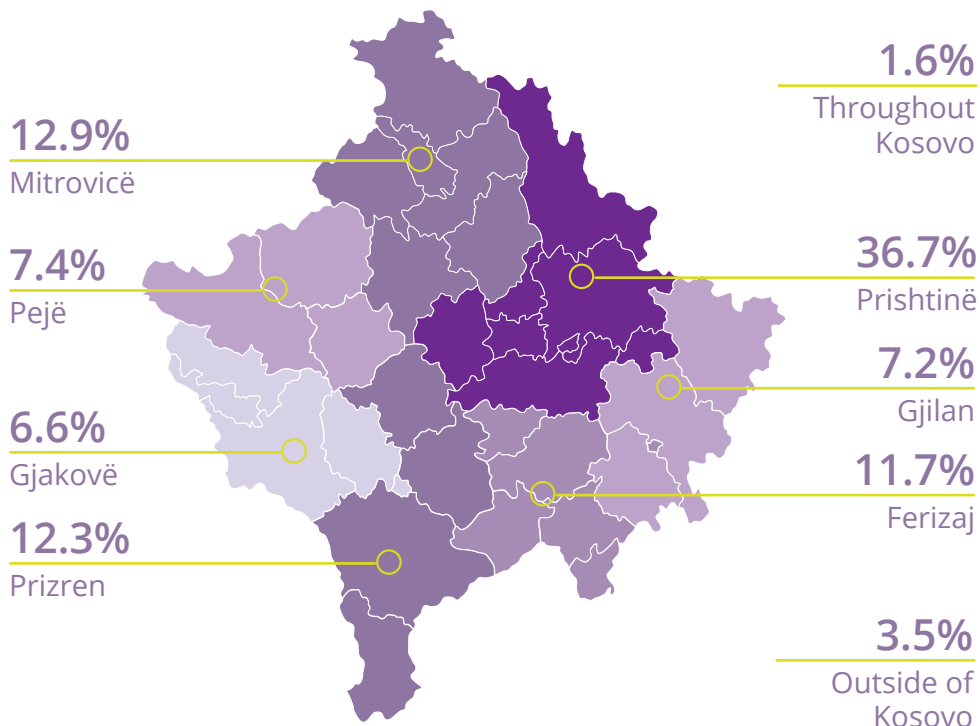 12.9%
Mitrovicë
7.4%
Pejë
6.6%
Gjakovë
12.3%
Prizren
1.6%
Throughout
Kosovo
36.7%
Prishtinë
7.2%
Gjilan
11.7%
Ferizaj
3.5%
Outside of
Kosovo